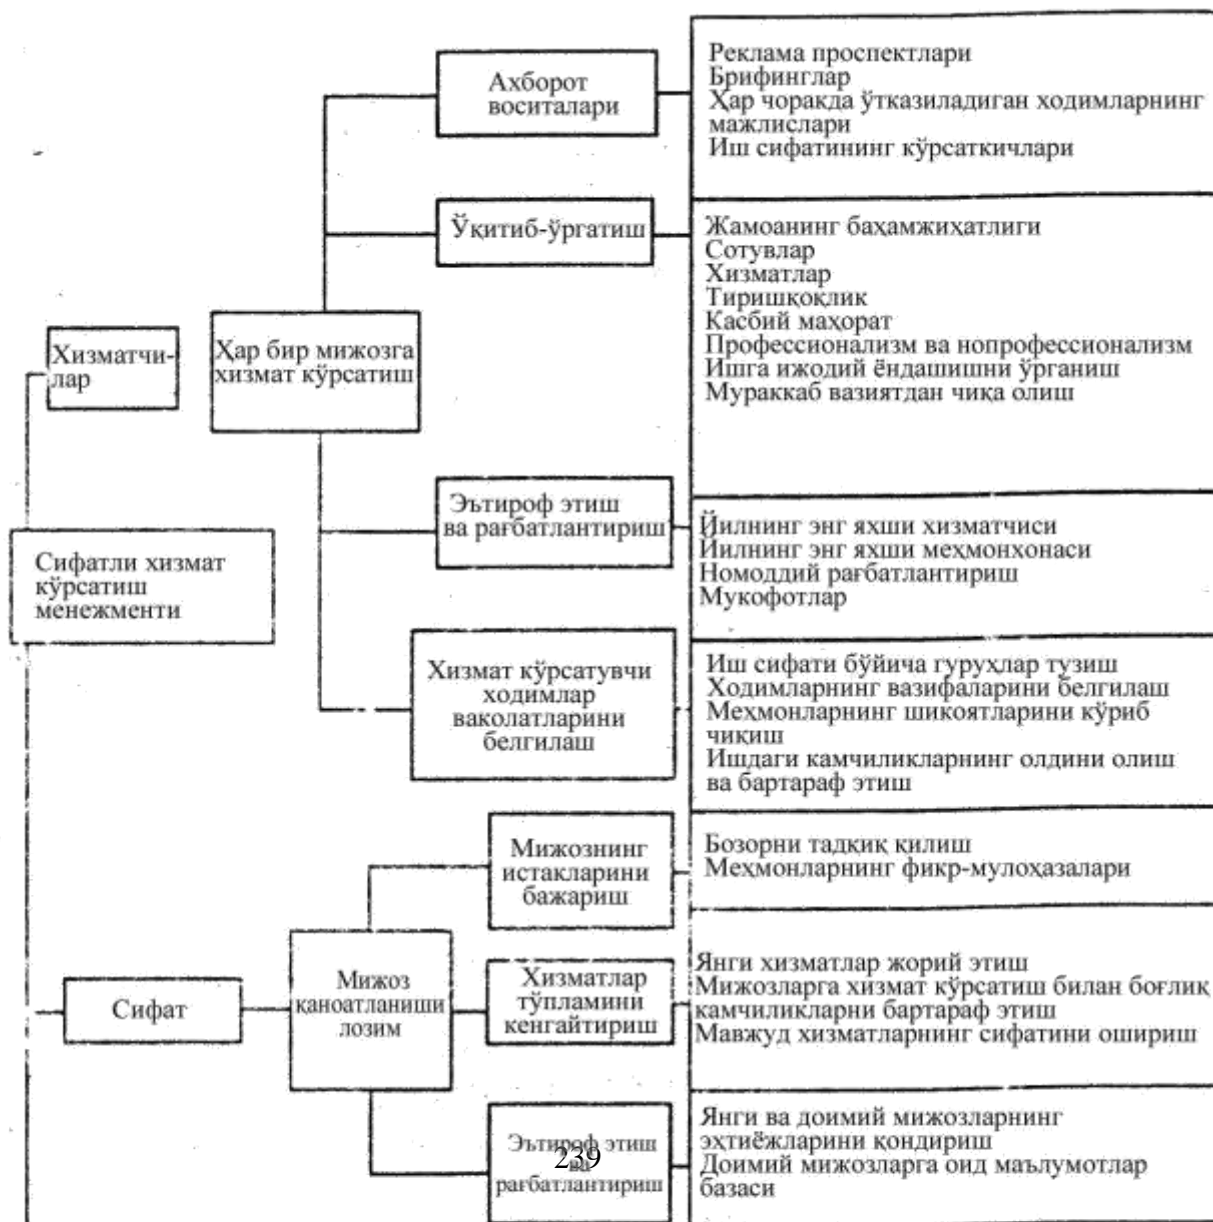 Ахборот
воситалари
Реклама проспектлари
Брифинглар
Ҳар чоракда ўтказиладиган ходимларнинг
мажлислари
Иш сифатининг кўрсаткичлари
Ўқитиб-ўргатиш
Жамоанинг баҳамжиҳатлиги
Сотувлар
Хизматлар
Тиришқоқлик
Касбий маҳорат
Профессионализм ва нопрофессионализм
Ишга ижодий ёндашишни ўрганиш
Мураккаб вазиятдан чиқа олиш
Хизматчи-
лар
Ҳар бир мижозга
хизмат кўрсатиш
Эътироф этиш
ва рағбатлантириш
Йилнинг энг яхши хизматчиси
Йилнинг энг яхши меҳмонхонаси
Номоддий рағбатлантириш
Мукофотлар
Сифатли хизмат
кўрсатиш
менежменти
Хизмат кўрсатувчи
ходимлар
ваколатларини
белгилаш
Иш сифати бўйича гуруҳлар тузиш
Ходимларнинг вазифаларини белгилаш
Меҳмонларнинг шикоятларини кўриб
чиқиш
Ишдаги камчиликларнинг олдини олиш
ва бартараф этиш
Мижознинг
истакларини
бажариш
Бозорни тадқиқ қилиш
Меҳмонларнинг фикр-мулоҳазалари
Сифат
Мижоз
қаноатланиши
лозим
Хизматлар
тўпламини
кенгайтириш
Янги хизматлар жорий этиш
Мижозларга хизмат кўрсатиш билан боғлиқ
камчиликларни бартараф этиш
Мавжуд хизматларнинг сифатини ошириш
Эътироф этиш
ва
рағбатлантириш
239
Янги ва доимий мижозларнинг
эҳтиёжларини қондириш
Доимий мижозларга оид маълумотлар
базаси